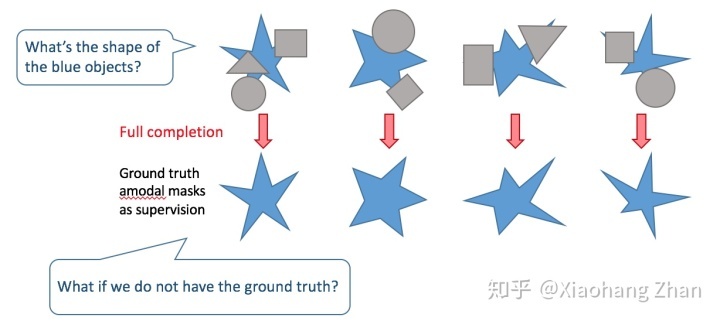 What's the shape of
the blue objects?
Full completion
Ground truth
amodal masks
as supervision
What if we do not have the ground truth?
知乎 @Xiaohang Zhan